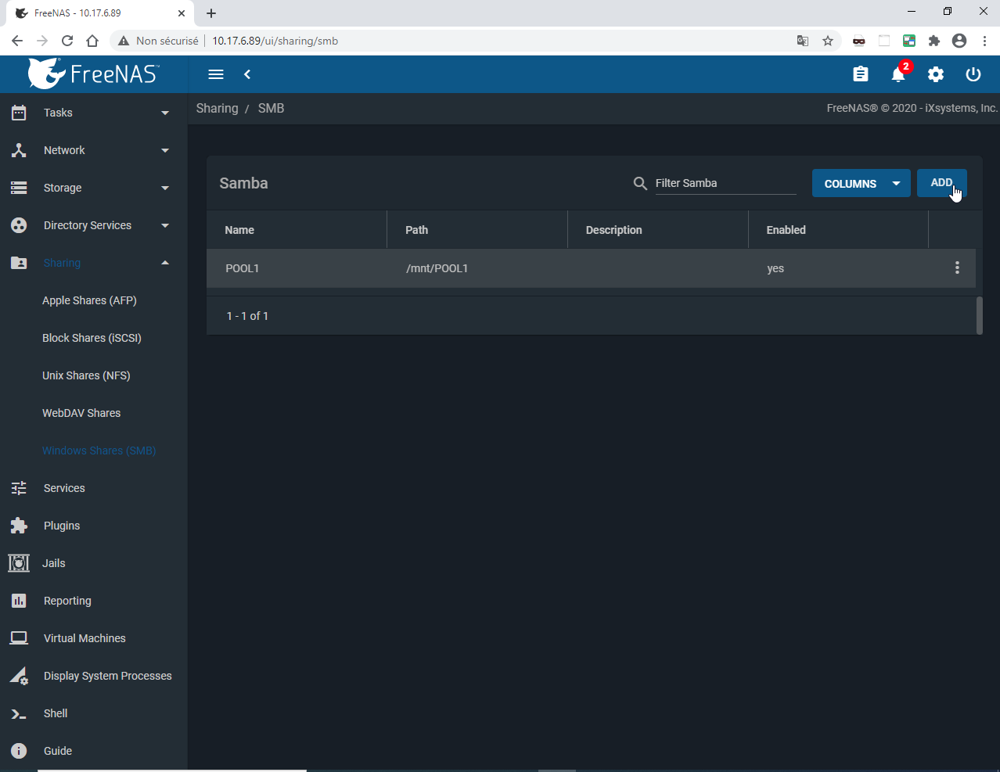 FreeNAS - 10.17.6.89
Non sécurisé 10.17.6.89/ui/sharing/smb
FreeNAS™
2
Sharing / SMB
FreeNAS® © 2020 - iXsystems, Inc.
Tasks
Network
Storage
Directory Services
Sharing
Apple Shares (AFP)
Block Shares (iSCSI)
Unix Shares (NFS)
WebDAV Shares
Windows Shares (SMB)
Services
Plugins
Jails
Reporting
Virtual Machines
Display System Processes
Shell
Guide
Samba
Filter Samba
COLUMNS
ADD
Name Path Description Enabled
POOL1 /mnt/POOL1 yes
1 - 1 of 1